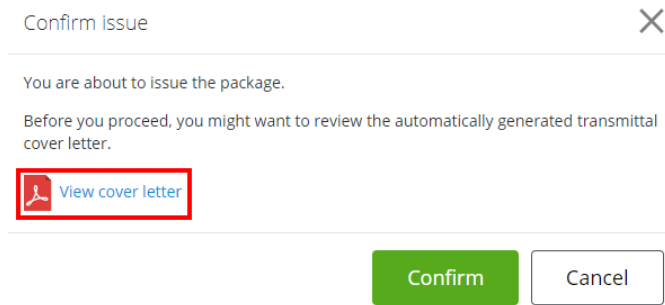 Confirm issue
You are about to issue the package.
Before you proceed, you might want to review the automatically generated transmittal
cover letter.
View cover letter
Confirm
Cancel